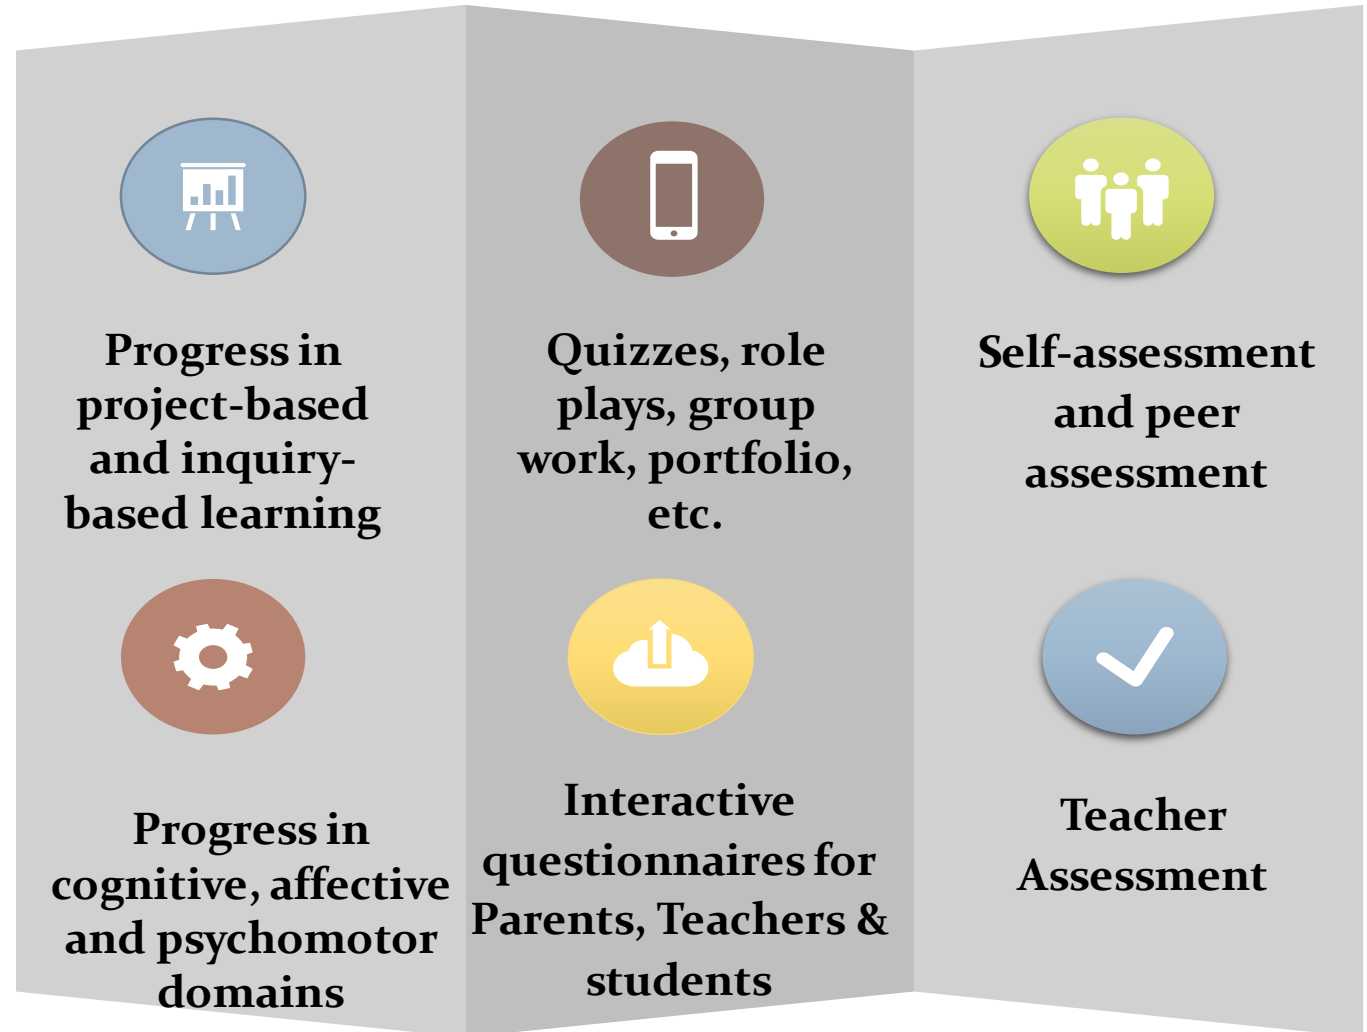 Progress in
project-based
and inquiry-
based learning
Quizzes, role
plays, group
work, portfolio,
etc.
Self-assessment
and peer
assessment
Progress in
cognitive, affective
and psychomotor
domains
Interactive
questionnaires for
Parents, Teachers &
students
Teacher
Assessment